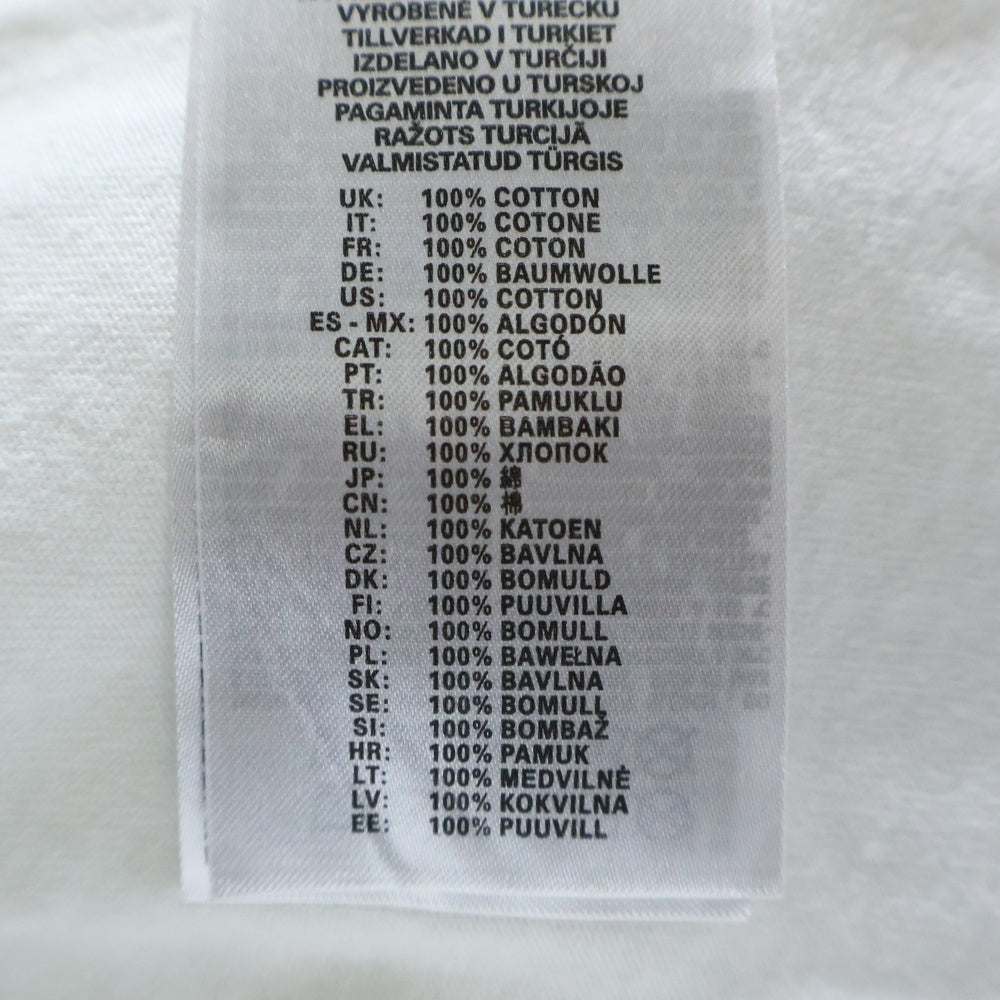 VYROBENÉ V TURECKU
TILLVERKAD I TURKIET
IZDELANO V TURČIJI
PROIZVEDENO U TURSKOJ
PAGAMINTA TURKIJOJE
RAŽOTS TURCIJĀ
VALMISTATUD TÜRGIS
UK: 100% COTTON
IT: 100% COTONE
FR: 100% COTON
DE: 100% BAUMWOLLE
US: 100% COTTON
ES - MX: 100% ALGODÓN
CAT: 100% COTÓ
PT: 100% ALGODÃO
TR: 100% PAMUKLU
EL: 100% ΒΑΜΒΑΚΙ
RU: 100% ХЛОПОК
JP: 100% 綿
CN: 100% 棉
NL: 100% KATOEN
CZ: 100% BAVLNA
DK: 100% BOMULD
FI: 100% PUUVILLA
NO: 100% BOMULL
PL: 100% BAWEŁNA
SK: 100% BAVLNA
SE: 100% BOMULL
SI: 100% BOMBAŽ
HR: 100% PAMUK
LT: 100% MEDVILNĖ
LV: 100% KOKVILNA
EE: 100% PUUVILL